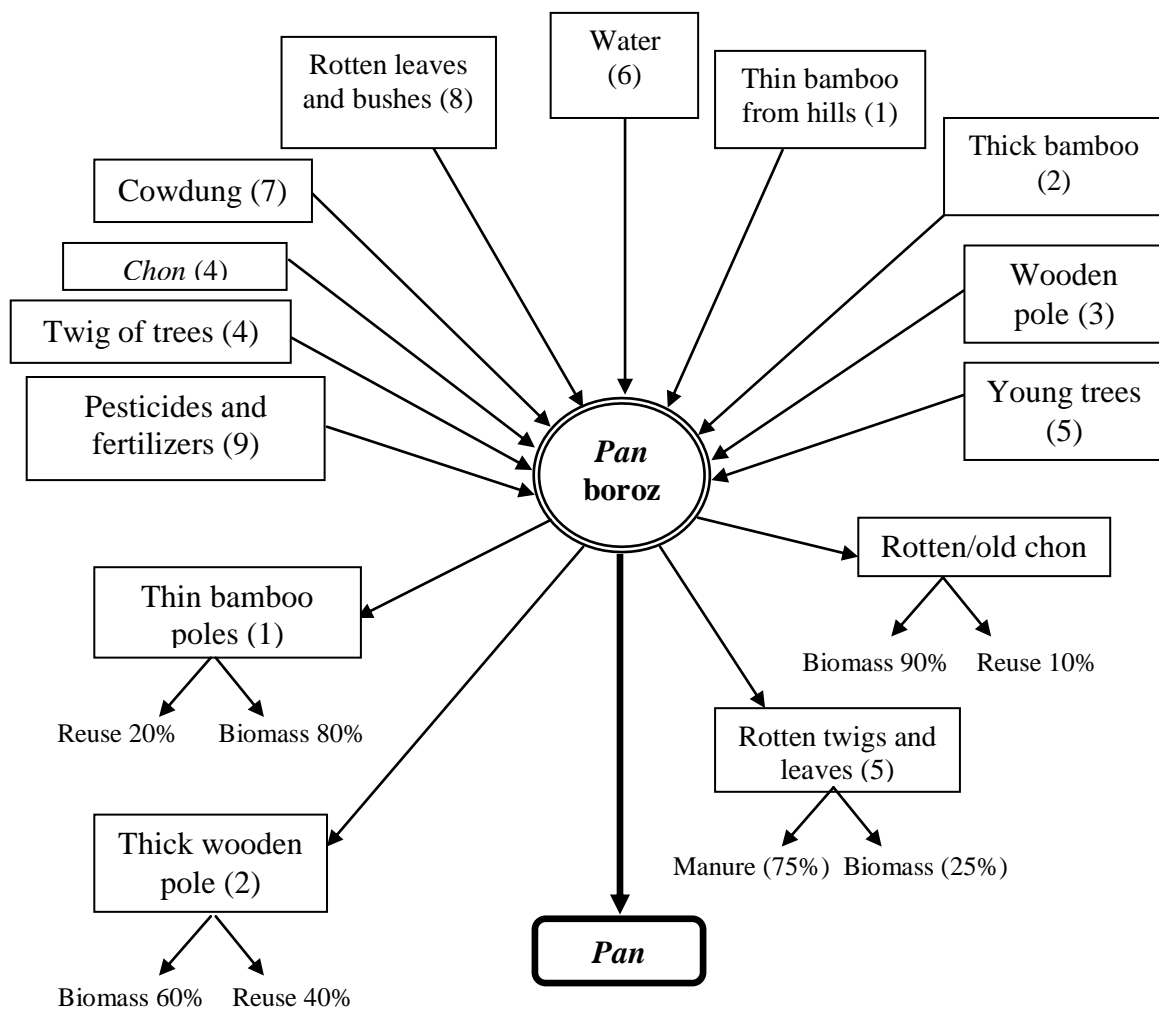 Water
(6)
Rotten leaves
and bushes (8)
Thin bamboo
from hills (1)
Thick bamboo
(2)
Cowdung (7)
Chon (4)
Wooden
pole (3)
Twig of trees (4)
Young trees
(5)
Pesticides and
fertilizers (9)
Pan
boroz
Rotten/old chon
Thin bamboo
poles (1)
Biomass 90%
Reuse 10%
Reuse 20%
Biomass 80%
Rotten twigs and
leaves (5)
Thick wooden
pole (2)
Manure (75%)
Biomass (25%)
Pan
Biomass 60%
Reuse 40%